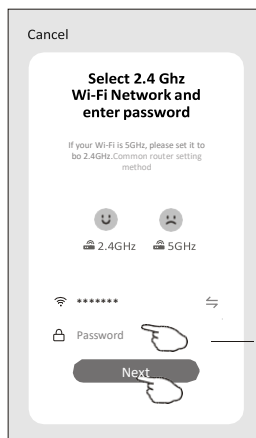 Cancel
Select 2.4 Ghz
Wi-Fi Network and
enter password
If your Wi-Fi is 5GHz, please set it to
bo 2.4GHz.Common router setting
method
2.4GHz 5GHz
*******
Password
Next